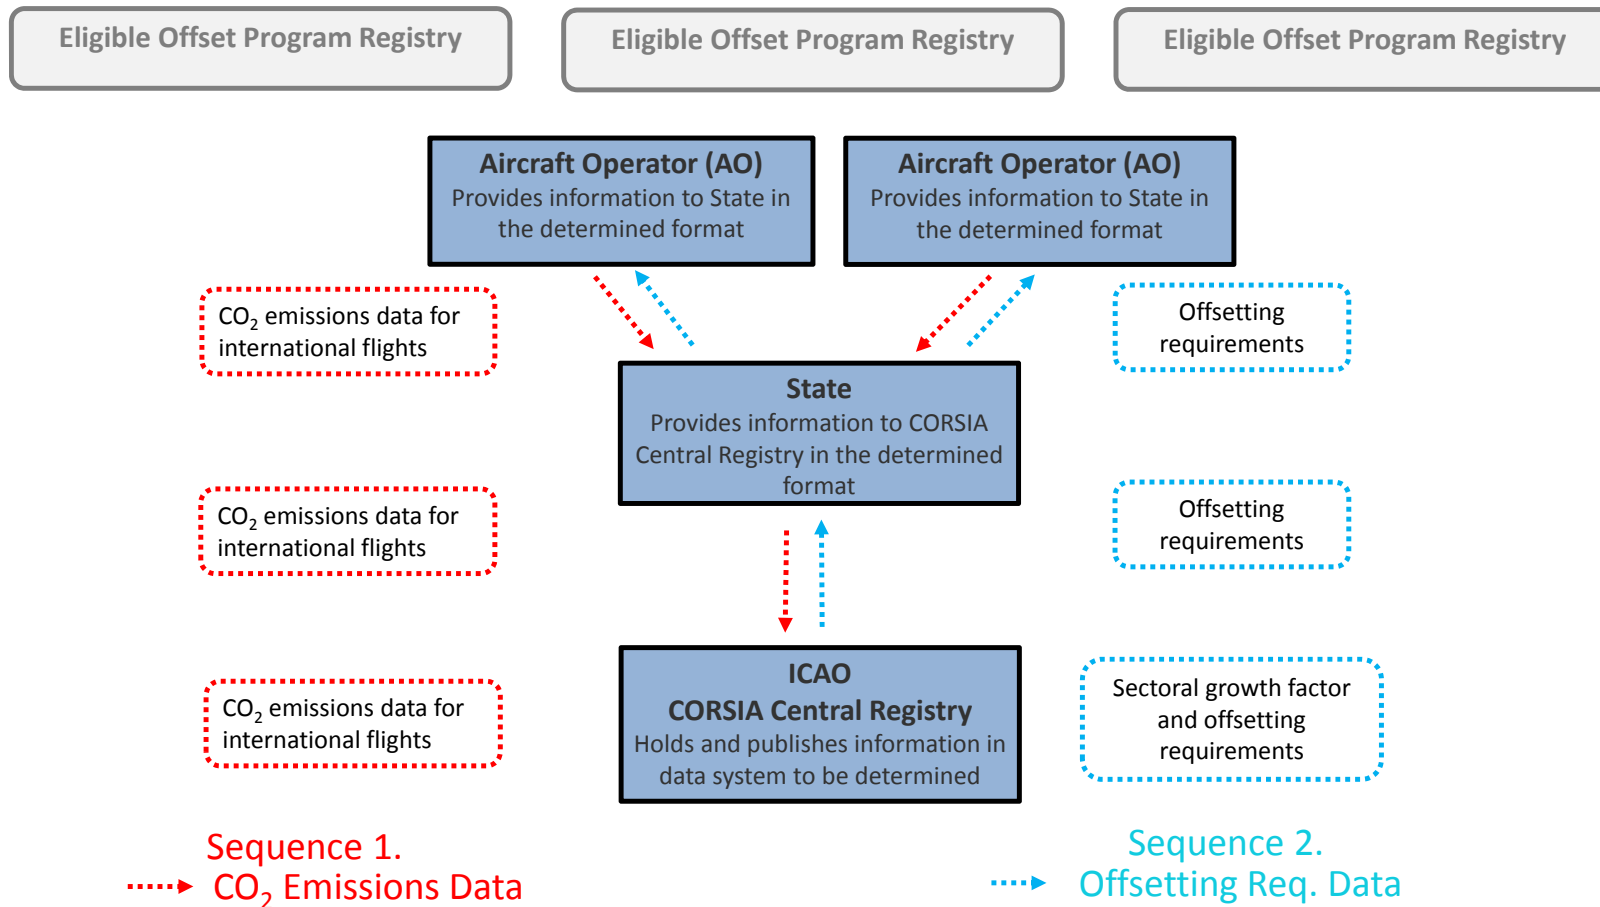 Eligible Offset Program Registry
Eligible Offset Program Registry
Eligible Offset Program Registry
Aircraft Operator (AO)
Provides information to State in
the determined format
Aircraft Operator (AO)
Provides information to State in
the determined format
CO₂ emissions data for
international flights
Offsetting
requirements
State
Provides information to CORSIA
Central Registry in the determined
format
CO₂ emissions data for
international flights
Offsetting
requirements
ICAO
CORSIA Central Registry
Holds and publishes information in
data system to be determined
CO₂ emissions data for
international flights
Sectoral growth factor
and offsetting
requirements
Sequence 1.
CO₂ Emissions Data
Sequence 2.
Offsetting Req. Data